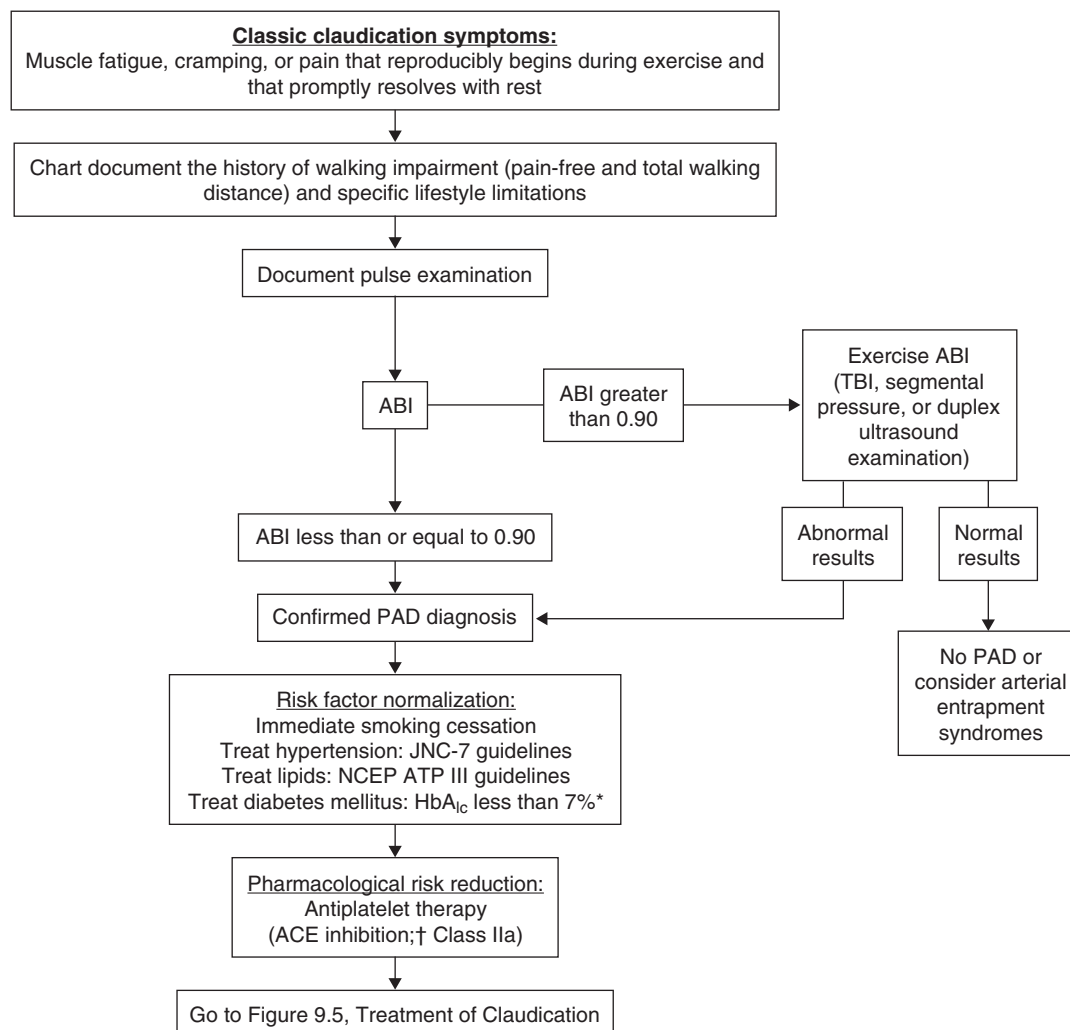 Classic claudication symptoms:
Muscle fatigue, cramping, or pain that reproducibly begins during exercise and
that promptly resolves with rest
Chart document the history of walking impairment (pain-free and total walking
distance) and specific lifestyle limitations
Document pulse examination
ABI
ABI greater
than 0.90
Exercise ABI
(TBI, segmental
pressure, or duplex
ultrasound
examination)
ABI less than or equal to 0.90
Abnormal
results
Normal
results
Confirmed PAD diagnosis
No PAD or
consider arterial
entrapment
syndromes
Risk factor normalization:
Immediate smoking cessation
Treat hypertension: JNC-7 guidelines
Treat lipids: NCEP ATP III guidelines
Treat diabetes mellitus: HbAlc less than 7%*
Pharmacological risk reduction:
Antiplatelet therapy
(ACE inhibition;† Class IIa)
Go to Figure 9.5, Treatment of Claudication